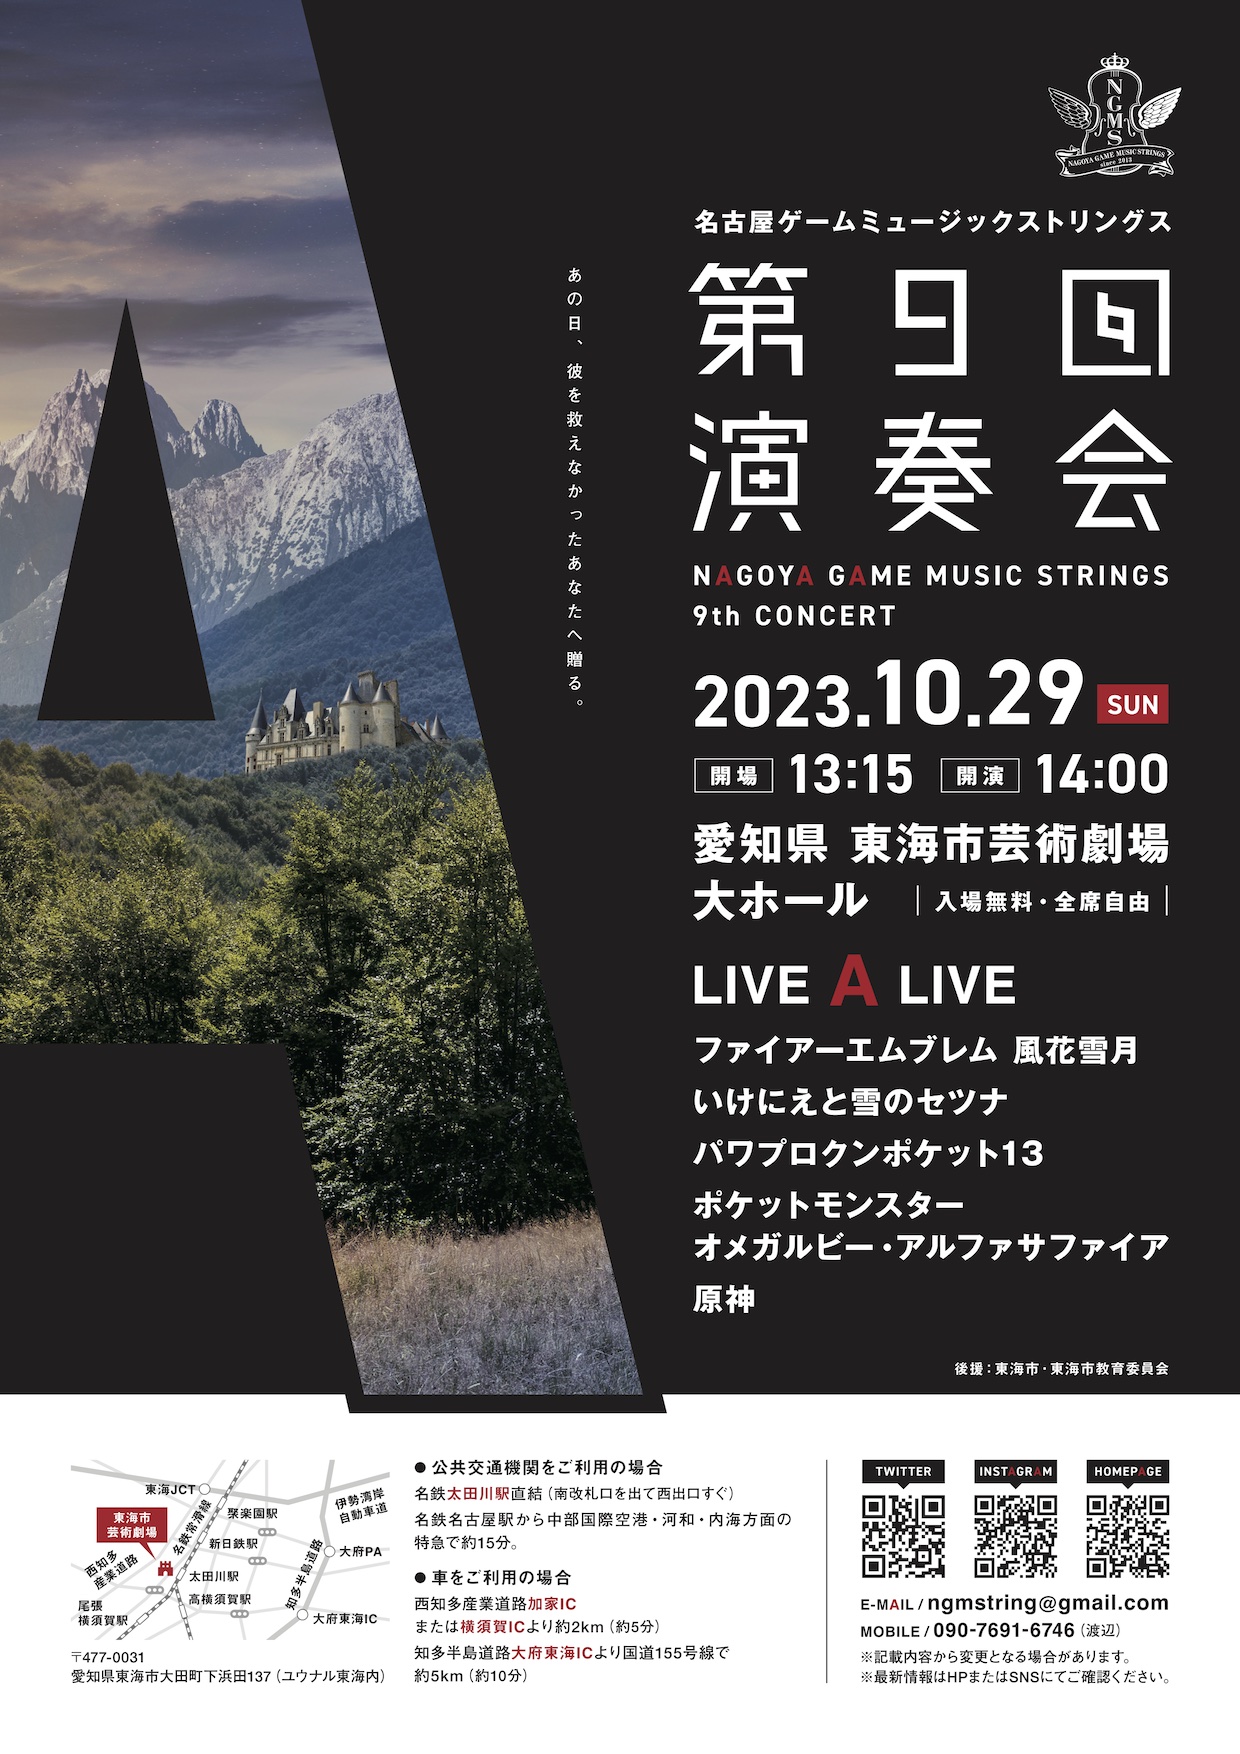 NGMS
NAGOYA GAME MUSIC STRINGS
since 2013
名古屋ゲームミュージックストリングス
第9回
演奏会
NAGOYA GAME MUSIC STRINGS
9th CONCERT
あの日、彼を救えなかったあなたへ贈る。
2023.10.29 SUN
開場 13:15 開演 14:00
愛知県 東海市芸術劇場
大ホール |入場無料・全席自由|
LIVE A LIVE
ファイアーエムブレム 風花雪月
いけにえと雪のセツナ
パワプロクンポケット13
ポケットモンスター
オメガルビー・アルファサファイア
原神
後援：東海市・東海市教育委員会
東海JCT
伊勢湾岸
自動車道
東海市
芸術劇場
名鉄常滑線
聚楽園駅
新日鉄駅
西知多
産業道路
太田川駅
知多半島道路
大府PA
尾張
横須賀駅
高横須賀駅
大府東海IC
〒477-0031
愛知県東海市大田町下浜田137（ユウナル東海内）
● 公共交通機関をご利用の場合
名鉄太田川駅直結（南改札口を出て西出口すぐ）
名鉄名古屋駅から中部国際空港・河和・内海方面の
特急で約15分。
● 車をご利用の場合
西知多産業道路加家IC
または横須賀ICより約2km（約5分）
知多半島道路大府東海ICより国道155号線で
約5km（約10分）
TWITTER
INSTAGRAM
HOMEPAGE
E-MAIL / ngmstring@gmail.com
MOBILE / 090-7691-6746（渡辺）
※記載内容から変更となる場合があります。
※最新情報はHPまたはSNSにてご確認ください。